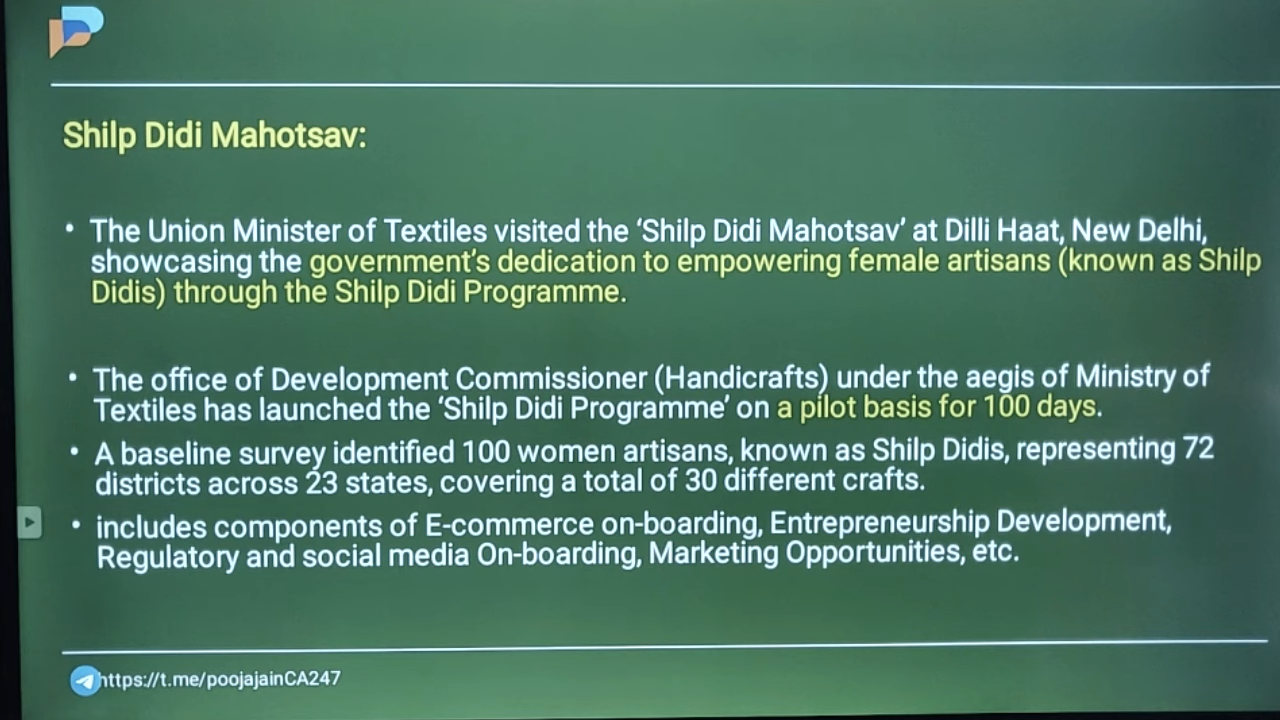 Shilp Didi Mahotsav:
• The Union Minister of Textiles visited the ‘Shilp Didi Mahotsav’ at Dilli Haat, New Delhi,
showcasing the government's dedication to empowering female artisans (known as Shilp
Didis) through the Shilp Didi Programme.
• The office of Development Commissioner (Handicrafts) under the aegis of Ministry of
Textiles has launched the ‘Shilp Didi Programme’ on a pilot basis for 100 days.
• A baseline survey identified 100 women artisans, known as Shilp Didis, representing 72
districts across 23 states, covering a total of 30 different crafts.
• includes components of E-commerce on-boarding, Entrepreneurship Development,
Regulatory and social media On-boarding, Marketing Opportunities, etc.
https://t.me/poojajainCA247